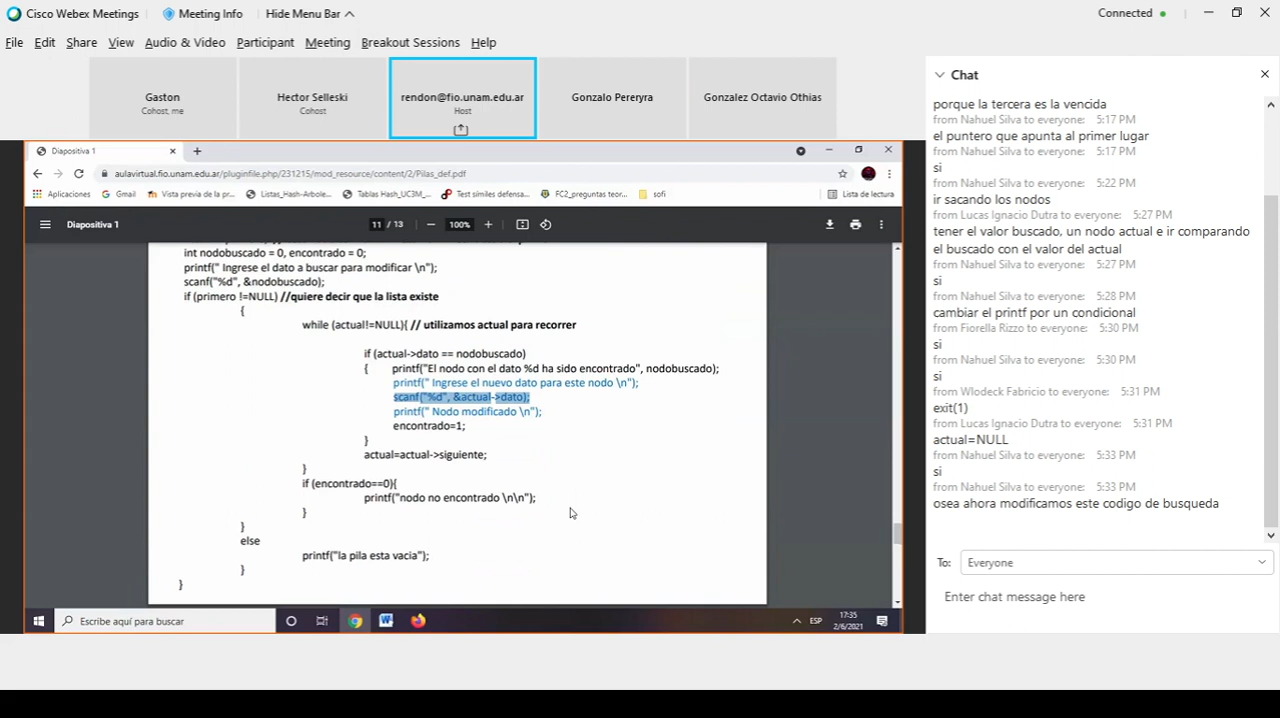 Cisco Webex Meetings Meeting Info Hide Menu Bar
Connected
File Edit Share View Audio & Video Participant Meeting Breakout Sessions Help
Gaston
Cohost, me
Hector Selleski
Cohost
rendon@fio.unam.edu.ar
Host
Gonzalo Pereryra
Gonzalez Octavio Othias
Diapositiva 1
aulavirtual.fio.unam.edu.ar/pluginfile.php/231215/mod_resource/content/2/Pilas_def.pdf
Aplicaciones Gmail Vista previa de la pr... Listas_Hash-Arbole... Tablas Hash_UC3M_... Test símiles defensa... FC2_preguntas teor... sofi Lista de lectura
Diapositiva 1 11 / 13 100%
int nodobuscado = 0, encontrado = 0;
printf(" Ingrese el dato a buscar para modificar \n");
scanf("%d", &nodobuscado);
if (primero !=NULL) //quiere decir que la lista existe
{
while (actual!=NULL){ // utilizamos actual para recorrer
if (actual->dato == nodobuscado)
{ printf("El nodo con el dato %d ha sido encontrado", nodobuscado);
printf(" Ingrese el nuevo dato para este nodo \n");
scanf("%d", &actual->dato);
printf(" Nodo modificado \n");
encontrado=1;
}
actual=actual->siguiente;
}
if (encontrado==0){
printf("nodo no encontrado \n\n");
}
}
else
printf("la pila esta vacia");
}
}
Escribe aquí para buscar
ESP
17:35
2/6/2021
Chat
porque la tercera es la vencida
from Nahuel Silva to everyone: 5:17 PM
el puntero que apunta al primer lugar
from Nahuel Silva to everyone: 5:17 PM
si
from Nahuel Silva to everyone: 5:22 PM
ir sacando los nodos
from Lucas Ignacio Dutra to everyone: 5:27 PM
tener el valor buscado, un nodo actual e ir comparando
el buscado con el valor del actual
from Nahuel Silva to everyone: 5:27 PM
si
from Nahuel Silva to everyone: 5:28 PM
cambiar el printf por un condicional
from Fiorella Rizzo to everyone: 5:30 PM
si
from Nahuel Silva to everyone: 5:30 PM
si
from Wlodeck Fabricio to everyone: 5:31 PM
exit(1)
from Lucas Ignacio Dutra to everyone: 5:31 PM
actual=NULL
from Nahuel Silva to everyone: 5:33 PM
si
from Nahuel Silva to everyone: 5:33 PM
osea ahora modificamos este codigo de busqueda
To: Everyone
Enter chat message here